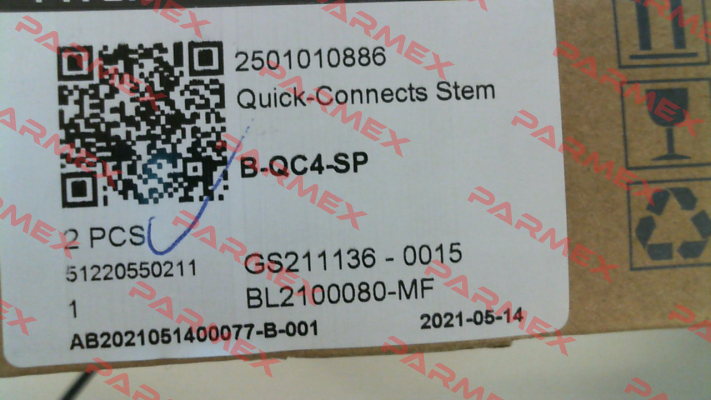 2501010886
Quick-Connects Stem
B-QC4-SP
2 PCS
51220550211
GS211136 - 0015
1
BL2100080-MF
AB2021051400077-B-001
2021-05-14
PARMEX